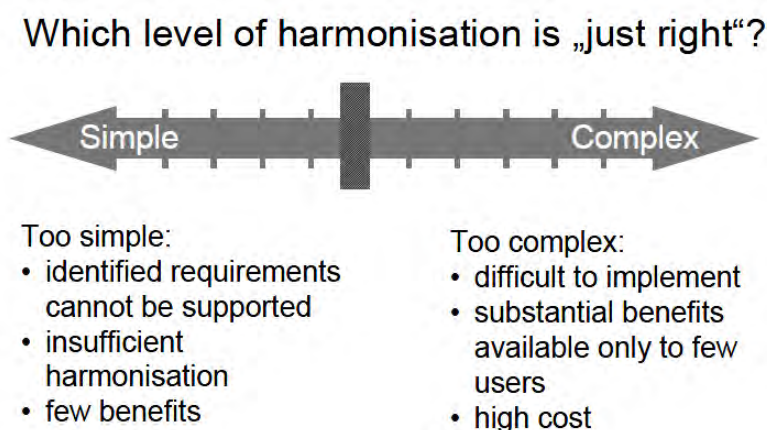 Which level of harmonisation is „just right“?
Simple
Complex
Too simple:
• identified requirements
cannot be supported
• insufficient
harmonisation
• few benefits
Too complex:
• difficult to implement
• substantial benefits
available only to few
users
• high cost